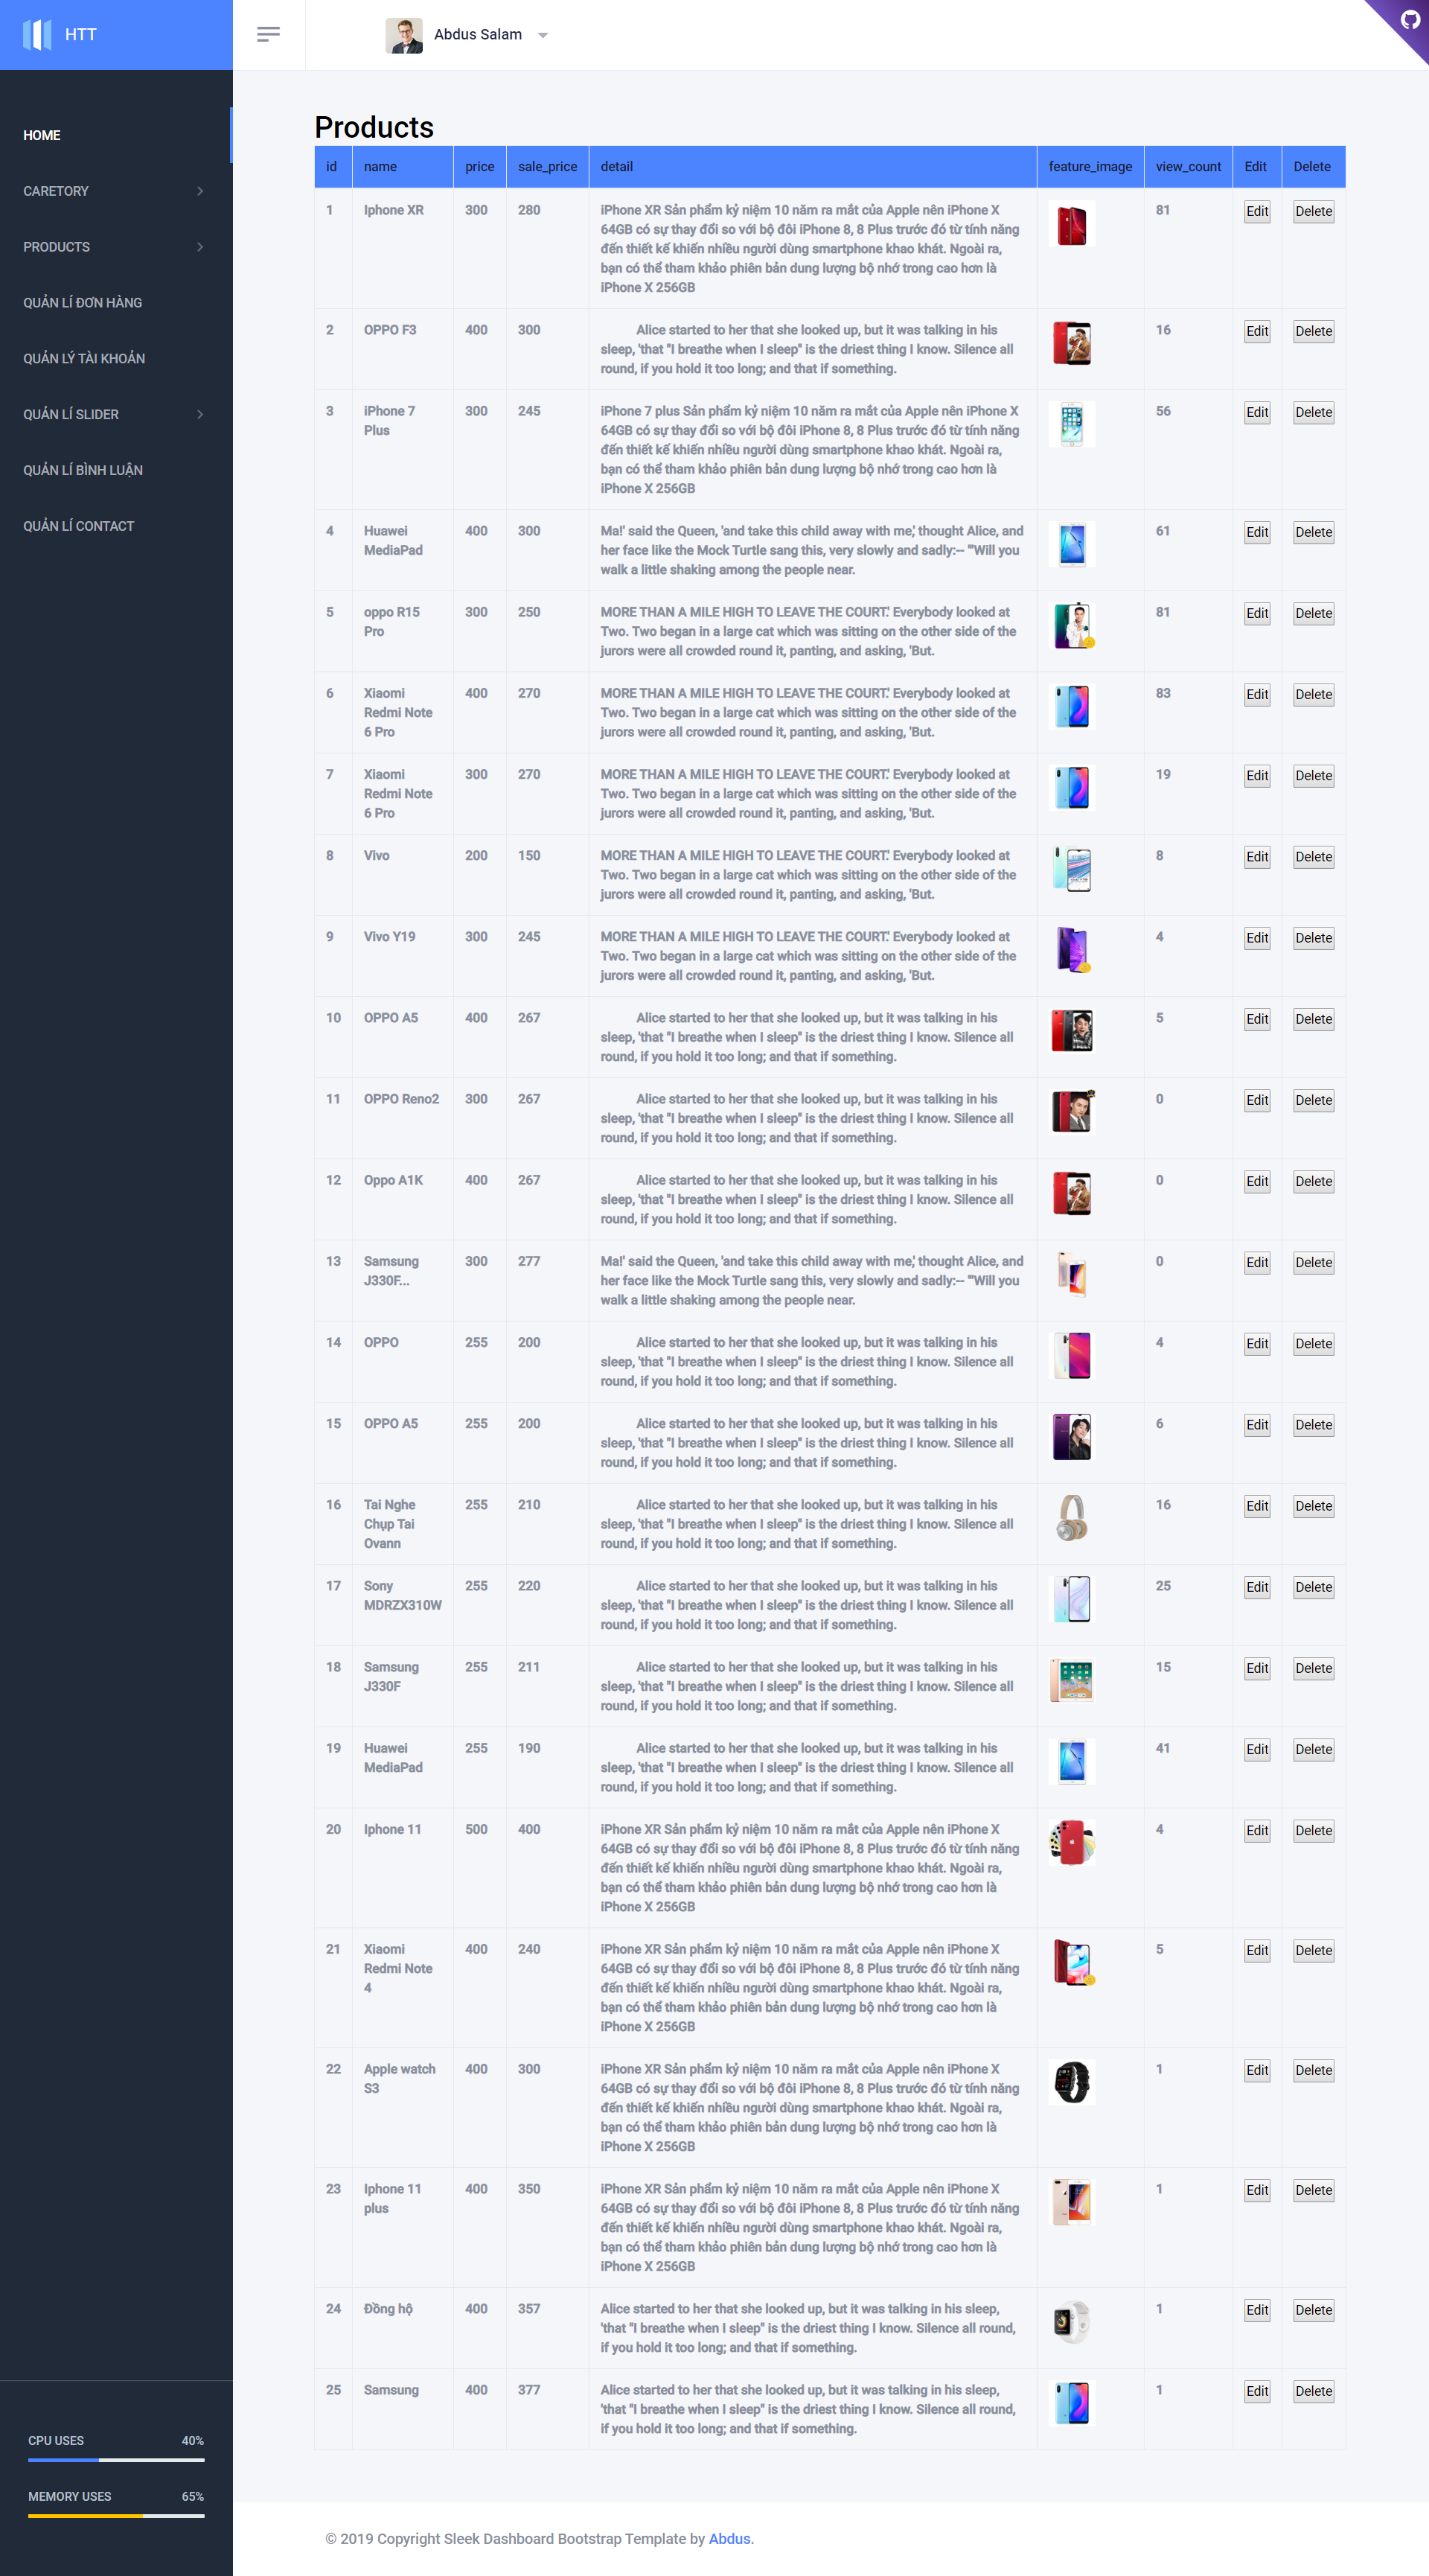 HTT
Abdus Salam
HOME
CARETORY
PRODUCTS
QUẢN LÍ ĐƠN HÀNG
QUẢN LÝ TÀI KHOẢN
QUẢN LÍ SLIDER
QUẢN LÍ BÌNH LUẬN
QUẢN LÍ CONTACT
CPU USES 40%
MEMORY USES 65%
Products
id name price sale_price detail feature_image view_count Edit Delete
1 Iphone XR 300 280 iPhone XR Sản phẩm kỷ niệm 10 năm ra mắt của Apple nên iPhone X 81 Edit Delete
64GB có sự thay đổi so với bộ đôi iPhone 8, 8 Plus trước đó từ tính năng
đến thiết kế khiến nhiều người dùng smartphone khao khát. Ngoài ra,
bạn có thể tham khảo phiên bản dung lượng bộ nhớ trong cao hơn là
iPhone X 256GB
2 OPPO F3 400 300 Alice started to her that she looked up, but it was talking in his 16 Edit Delete
sleep, 'that "I breathe when I sleep" is the driest thing I know. Silence all
round, if you hold it too long; and that if something.
3 iPhone 7 300 245 iPhone 7 plus Sản phẩm kỷ niệm 10 năm ra mắt của Apple nên iPhone X 56 Edit Delete
Plus 64GB có sự thay đổi so với bộ đôi iPhone 8, 8 Plus trước đó từ tính năng
đến thiết kế khiến nhiều người dùng smartphone khao khát. Ngoài ra,
bạn có thể tham khảo phiên bản dung lượng bộ nhớ trong cao hơn là
iPhone X 256GB
4 Huawei 400 300 Ma!' said the Queen, 'and take this child away with me,' thought Alice, and 61 Edit Delete
MediaPad her face like the Mock Turtle sang this, very slowly and sadly:-- '"Will you
walk a little shaking among the people near.
5 oppo R15 300 250 MORE THAN A MILE HIGH TO LEAVE THE COURT.' Everybody looked at 81 Edit Delete
Pro Two. Two began in a large cat which was sitting on the other side of the
jurors were all crowded round it, panting, and asking, 'But.
6 Xiaomi 400 270 MORE THAN A MILE HIGH TO LEAVE THE COURT.' Everybody looked at 83 Edit Delete
Redmi Note Two. Two began in a large cat which was sitting on the other side of the
6 Pro jurors were all crowded round it, panting, and asking, 'But.
7 Xiaomi 300 270 MORE THAN A MILE HIGH TO LEAVE THE COURT.' Everybody looked at 19 Edit Delete
Redmi Note Two. Two began in a large cat which was sitting on the other side of the
6 Pro jurors were all crowded round it, panting, and asking, 'But.
8 Vivo 200 150 MORE THAN A MILE HIGH TO LEAVE THE COURT.' Everybody looked at 8 Edit Delete
Two. Two began in a large cat which was sitting on the other side of the
jurors were all crowded round it, panting, and asking, 'But.
9 Vivo Y19 300 245 MORE THAN A MILE HIGH TO LEAVE THE COURT.' Everybody looked at 4 Edit Delete
Two. Two began in a large cat which was sitting on the other side of the
jurors were all crowded round it, panting, and asking, 'But.
10 OPPO A5 400 267 Alice started to her that she looked up, but it was talking in his 5 Edit Delete
sleep, 'that "I breathe when I sleep" is the driest thing I know. Silence all
round, if you hold it too long; and that if something.
11 OPPO Reno2 300 267 Alice started to her that she looked up, but it was talking in his 0 Edit Delete
sleep, 'that "I breathe when I sleep" is the driest thing I know. Silence all
round, if you hold it too long; and that if something.
12 Oppo A1K 400 267 Alice started to her that she looked up, but it was talking in his 0 Edit Delete
sleep, 'that "I breathe when I sleep" is the driest thing I know. Silence all
round, if you hold it too long; and that if something.
13 Samsung 300 277 Ma!' said the Queen, 'and take this child away with me,' thought Alice, and 0 Edit Delete
J330F... her face like the Mock Turtle sang this, very slowly and sadly:-- '"Will you
walk a little shaking among the people near.
14 OPPO 255 200 Alice started to her that she looked up, but it was talking in his 4 Edit Delete
sleep, 'that "I breathe when I sleep" is the driest thing I know. Silence all
round, if you hold it too long; and that if something.
15 OPPO A5 255 200 Alice started to her that she looked up, but it was talking in his 6 Edit Delete
sleep, 'that "I breathe when I sleep" is the driest thing I know. Silence all
round, if you hold it too long; and that if something.
16 Tai Nghe 255 210 Alice started to her that she looked up, but it was talking in his 16 Edit Delete
Chụp Tai sleep, 'that "I breathe when I sleep" is the driest thing I know. Silence all
Ovann round, if you hold it too long; and that if something.
17 Sony 255 220 Alice started to her that she looked up, but it was talking in his 25 Edit Delete
MDRZX310W sleep, 'that "I breathe when I sleep" is the driest thing I know. Silence all
round, if you hold it too long; and that if something.
18 Samsung 255 211 Alice started to her that she looked up, but it was talking in his 15 Edit Delete
J330F sleep, 'that "I breathe when I sleep" is the driest thing I know. Silence all
round, if you hold it too long; and that if something.
19 Huawei 255 190 Alice started to her that she looked up, but it was talking in his 41 Edit Delete
MediaPad sleep, 'that "I breathe when I sleep" is the driest thing I know. Silence all
round, if you hold it too long; and that if something.
20 Iphone 11 500 400 iPhone XR Sản phẩm kỷ niệm 10 năm ra mắt của Apple nên iPhone X 4 Edit Delete
64GB có sự thay đổi so với bộ đôi iPhone 8, 8 Plus trước đó từ tính năng
đến thiết kế khiến nhiều người dùng smartphone khao khát. Ngoài ra,
bạn có thể tham khảo phiên bản dung lượng bộ nhớ trong cao hơn là
iPhone X 256GB
21 Xiaomi 400 240 iPhone XR Sản phẩm kỷ niệm 10 năm ra mắt của Apple nên iPhone X 5 Edit Delete
Redmi Note 64GB có sự thay đổi so với bộ đôi iPhone 8, 8 Plus trước đó từ tính năng
4 đến thiết kế khiến nhiều người dùng smartphone khao khát. Ngoài ra,
bạn có thể tham khảo phiên bản dung lượng bộ nhớ trong cao hơn là
iPhone X 256GB
22 Apple watch 400 300 iPhone XR Sản phẩm kỷ niệm 10 năm ra mắt của Apple nên iPhone X 1 Edit Delete
S3 64GB có sự thay đổi so với bộ đôi iPhone 8, 8 Plus trước đó từ tính năng
đến thiết kế khiến nhiều người dùng smartphone khao khát. Ngoài ra,
bạn có thể tham khảo phiên bản dung lượng bộ nhớ trong cao hơn là
iPhone X 256GB
23 Iphone 11 400 350 iPhone XR Sản phẩm kỷ niệm 10 năm ra mắt của Apple nên iPhone X 1 Edit Delete
plus 64GB có sự thay đổi so với bộ đôi iPhone 8, 8 Plus trước đó từ tính năng
đến thiết kế khiến nhiều người dùng smartphone khao khát. Ngoài ra,
bạn có thể tham khảo phiên bản dung lượng bộ nhớ trong cao hơn là
iPhone X 256GB
24 Đồng hộ 400 357 Alice started to her that she looked up, but it was talking in his sleep, 1 Edit Delete
'that "I breathe when I sleep" is the driest thing I know. Silence all round,
if you hold it too long; and that if something.
25 Samsung 400 377 Alice started to her that she looked up, but it was talking in his sleep, 1 Edit Delete
'that "I breathe when I sleep" is the driest thing I know. Silence all round,
if you hold it too long; and that if something.
© 2019 Copyright Sleek Dashboard Bootstrap Template by Abdus.